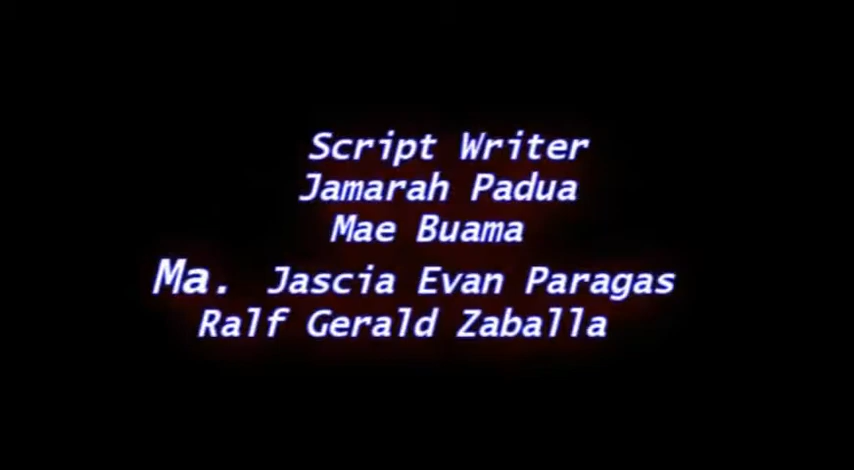 Script Writer
Jamarah Padua
Mae Buama
Ma. Jascia Evan Paragas
Ralf Gerald Zaballa